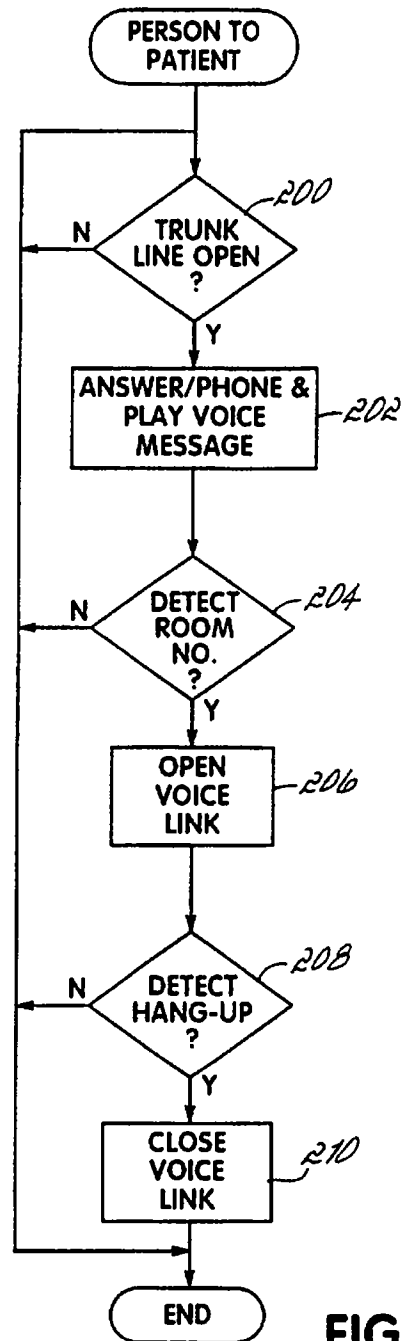 PERSON TO
PATIENT
200
TRUNK
LINE OPEN
?
N
Y
ANSWER/PHONE &
PLAY VOICE
MESSAGE
202
204
DETECT
ROOM
NO.
?
N
Y
OPEN
VOICE
LINK
206
208
DETECT
HANG-UP
?
N
Y
CLOSE
VOICE
LINK
210
END
FIG